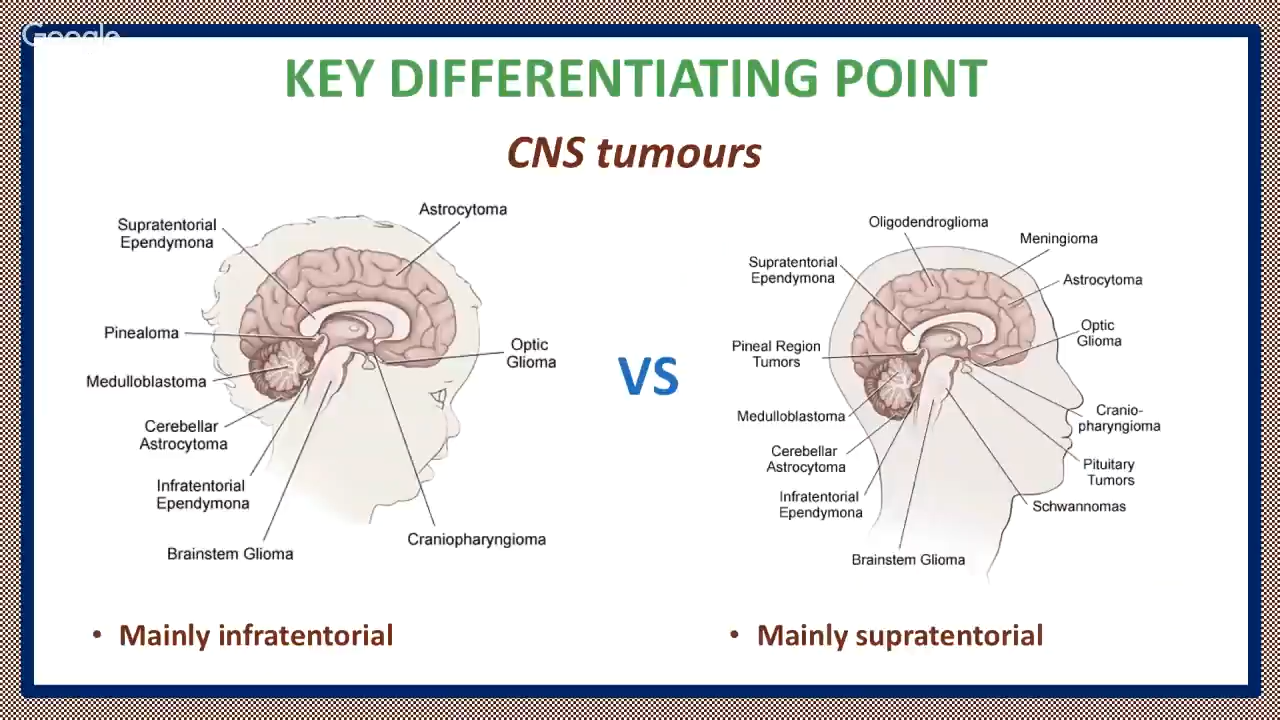 Google
KEY DIFFERENTIATING POINT
CNS tumours
Astrocytoma
Supratentorial
Ependymona
Pinealoma
Optic
Glioma
Medulloblastoma
Cerebellar
Astrocytoma
Infratentorial
Ependymona
Brainstem Glioma
Craniopharyngioma
VS
Oligodendroglioma
Meningioma
Supratentorial
Ependymona
Astrocytoma
Optic
Glioma
Pineal Region
Tumors
Medulloblastoma
Cranio-
pharyngioma
Cerebellar
Astrocytoma
Pituitary
Tumors
Infratentorial
Ependymona
Schwannomas
Brainstem Glioma
• Mainly infratentorial
• Mainly supratentorial